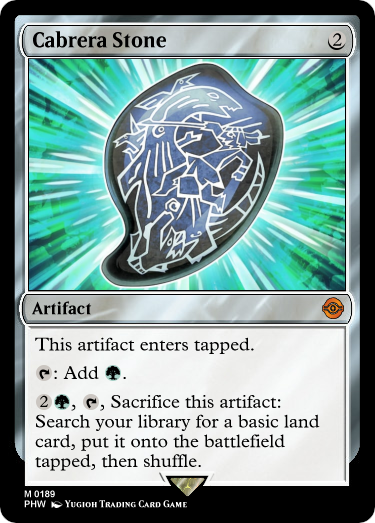 Cabrera Stone 2
Artifact
This artifact enters tapped.
: Add .
2 , , Sacrifice this artifact:
Search your library for a basic land
card, put it onto the battlefield
tapped, then shuffle.
M 0189
PHW Yugioh Trading Card Game